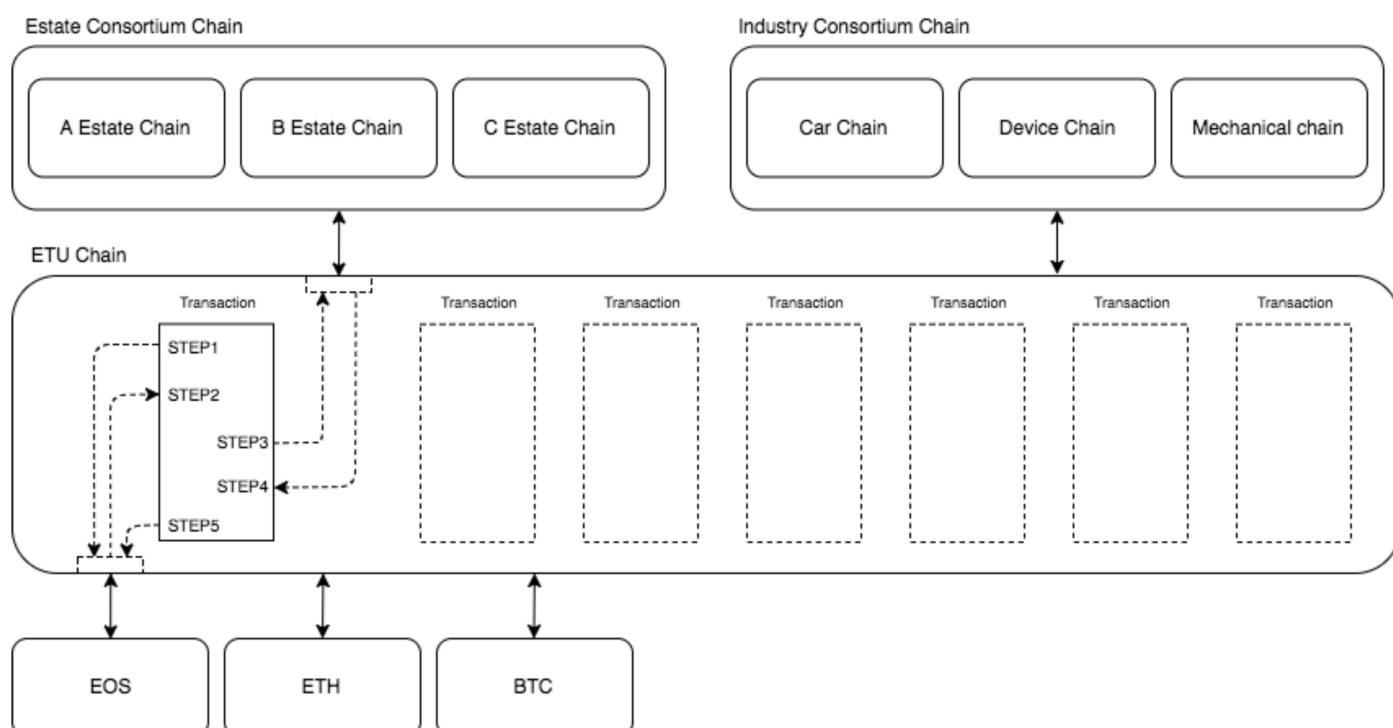 Estate Consortium Chain
Industry Consortium Chain
A Estate Chain
B Estate Chain
C Estate Chain
Car Chain
Device Chain
Mechanical chain
ETU Chain
Transaction
Transaction
Transaction
Transaction
Transaction
Transaction
Transaction
STEP1
STEP2
STEP3
STEP4
STEP5
EOS
ETH
BTC